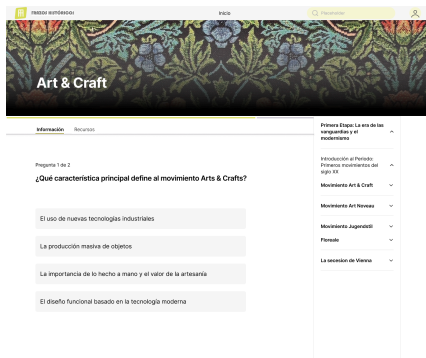 FRISOS HISTÓRICOS
Inicio
Art & Craft
Información
Recursos
Pregunta 1 de 2
¿Qué característica principal define al movimiento Arts & Crafts?
El uso de nuevas tecnologías industriales
La producción masiva de objetos
La importancia de lo hecho a mano y el valor de la artesanía
El diseño funcional basado en la tecnología moderna
Primera Etapa: La era de las
vanguardias y el
modernismo
Introducción al Periodo:
Primeros movimientos del
siglo XX
Movimiento Art & Craft
Movimiento Art Noveau
Movimiento Jugendstil
Floreale
La secesion de Vienna